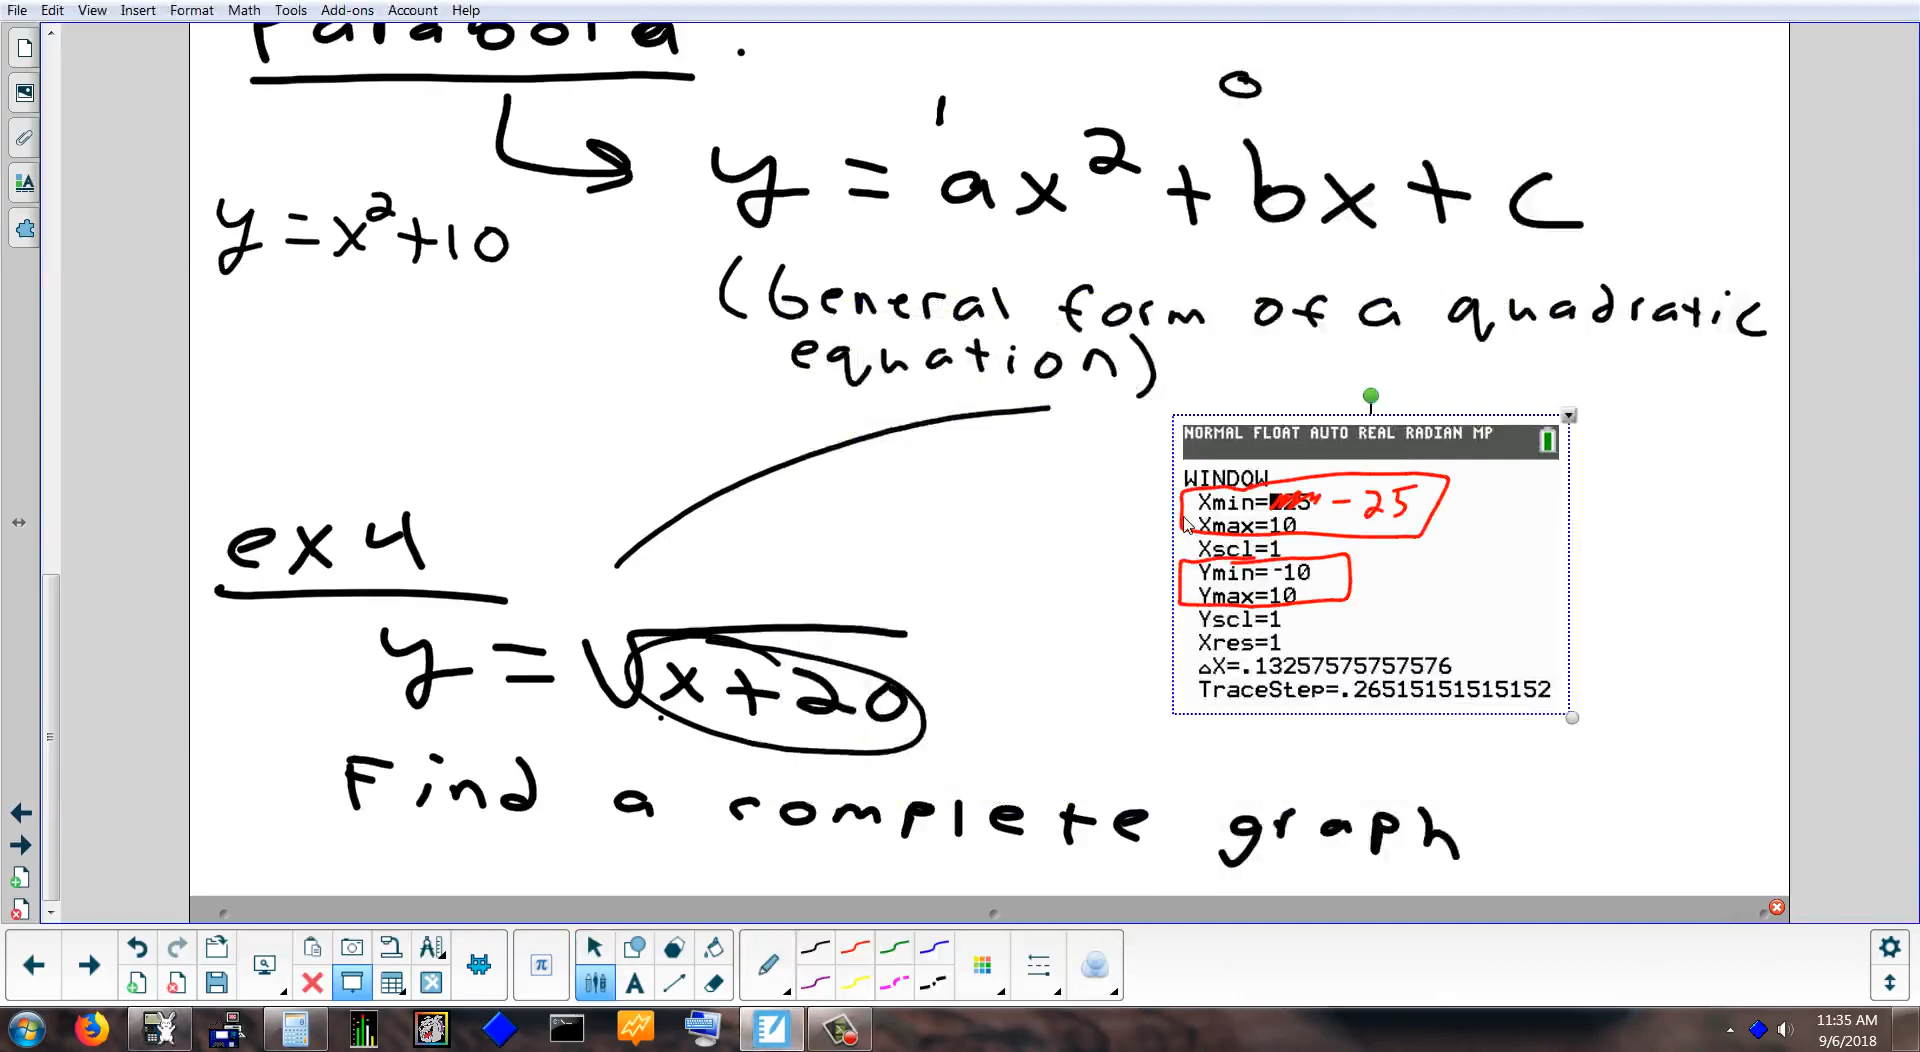 File Edit View Insert Format Math Tools Add-ons Account Help
Parabola.
1 0
y = ax² + bx + c
y = x² + 10
(General form of a quadratic
equation)
NORMAL FLOAT AUTO REAL RADIAN MP
WINDOW
Xmin= -25
Xmax=10
Xscl=1
Ymin=-10
Ymax=10
Yscl=1
Xres=1
△X=.13257575757576
TraceStep=.26515151515152
ex 4
y = √x+20
Find a complete graph
π
A
11:35 AM
9/6/2018